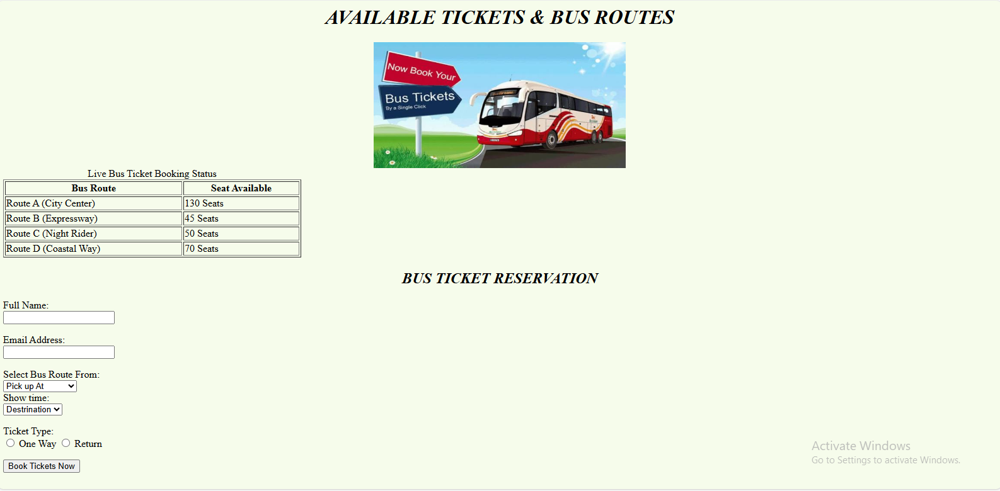 AVAILABLE TICKETS & BUS ROUTES
Now Book Your
Bus Tickets
By a Single Click
Live Bus Ticket Booking Status
Bus Route Seat Available
Route A (City Center) 130 Seats
Route B (Expressway) 45 Seats
Route C (Night Rider) 50 Seats
Route D (Coastal Way) 70 Seats
BUS TICKET RESERVATION
Full Name:
Email Address:
Select Bus Route From:
Pick up At
Show time:
Destrination
Ticket Type:
One Way Return
Book Tickets Now
Activate Windows
Go to Settings to activate Windows.